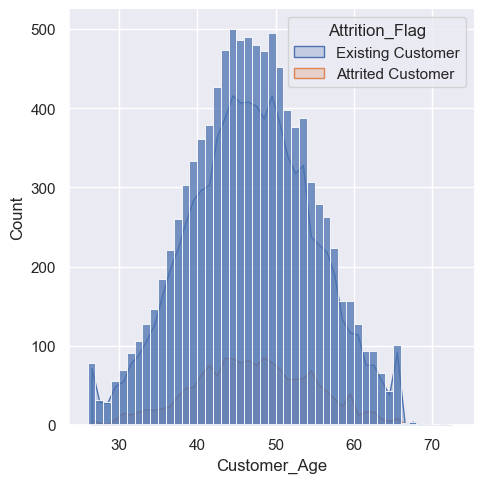 Attrition_Flag
Existing Customer
Attrited Customer
500
400
300
200
100
0
Count
30
40
50
60
70
Customer_Age